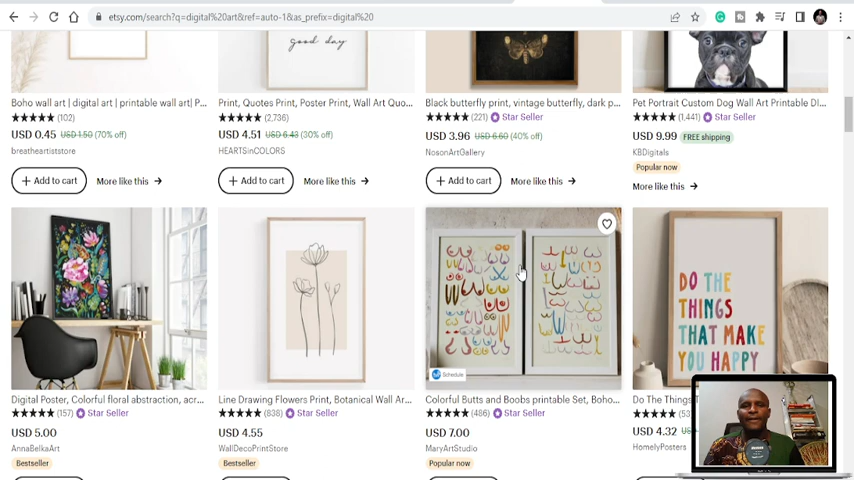 etsy.com/search?q=digital%20art&ref=auto-1&as_prefix=digital%20
good day
Boho wall art | digital art | printable wall art| P...
Print, Quotes Print, Poster Print, Wall Art Quo...
Black butterfly print, vintage butterfly, dark p...
Pet Portrait Custom Dog Wall Art Printable DI...
(102)
(2,736)
(221) Star Seller
(1,441) Star Seller
USD 0.45 USD 1.50 (70% off)
USD 4.51 USD 6.43 (30% off)
USD 3.96 USD 6.60 (40% off)
USD 9.99 FREE shipping
breatheartiststore
HEARTSinCOLORS
NosonArtGallery
KBDigitals
Popular now
+ Add to cart More like this →
+ Add to cart More like this →
+ Add to cart More like this →
More like this →
DO THE
THINGS
THAT MAKE
YOU HAPPY
Schedule
Digital Poster, Colorful floral abstraction, acr...
Line Drawing Flowers Print, Botanical Wall Ar...
Colorful Butts and Boobs printable Set, Boho...
Do The Things T
(157) Star Seller
(838) Star Seller
(486) Star Seller
(53
USD 5.00
USD 4.55
USD 7.00
USD 4.32
AnnaBelkaArt
WallDecoPrintStore
MaryArtStudio
HomelyPosters
Bestseller
Bestseller
Popular now